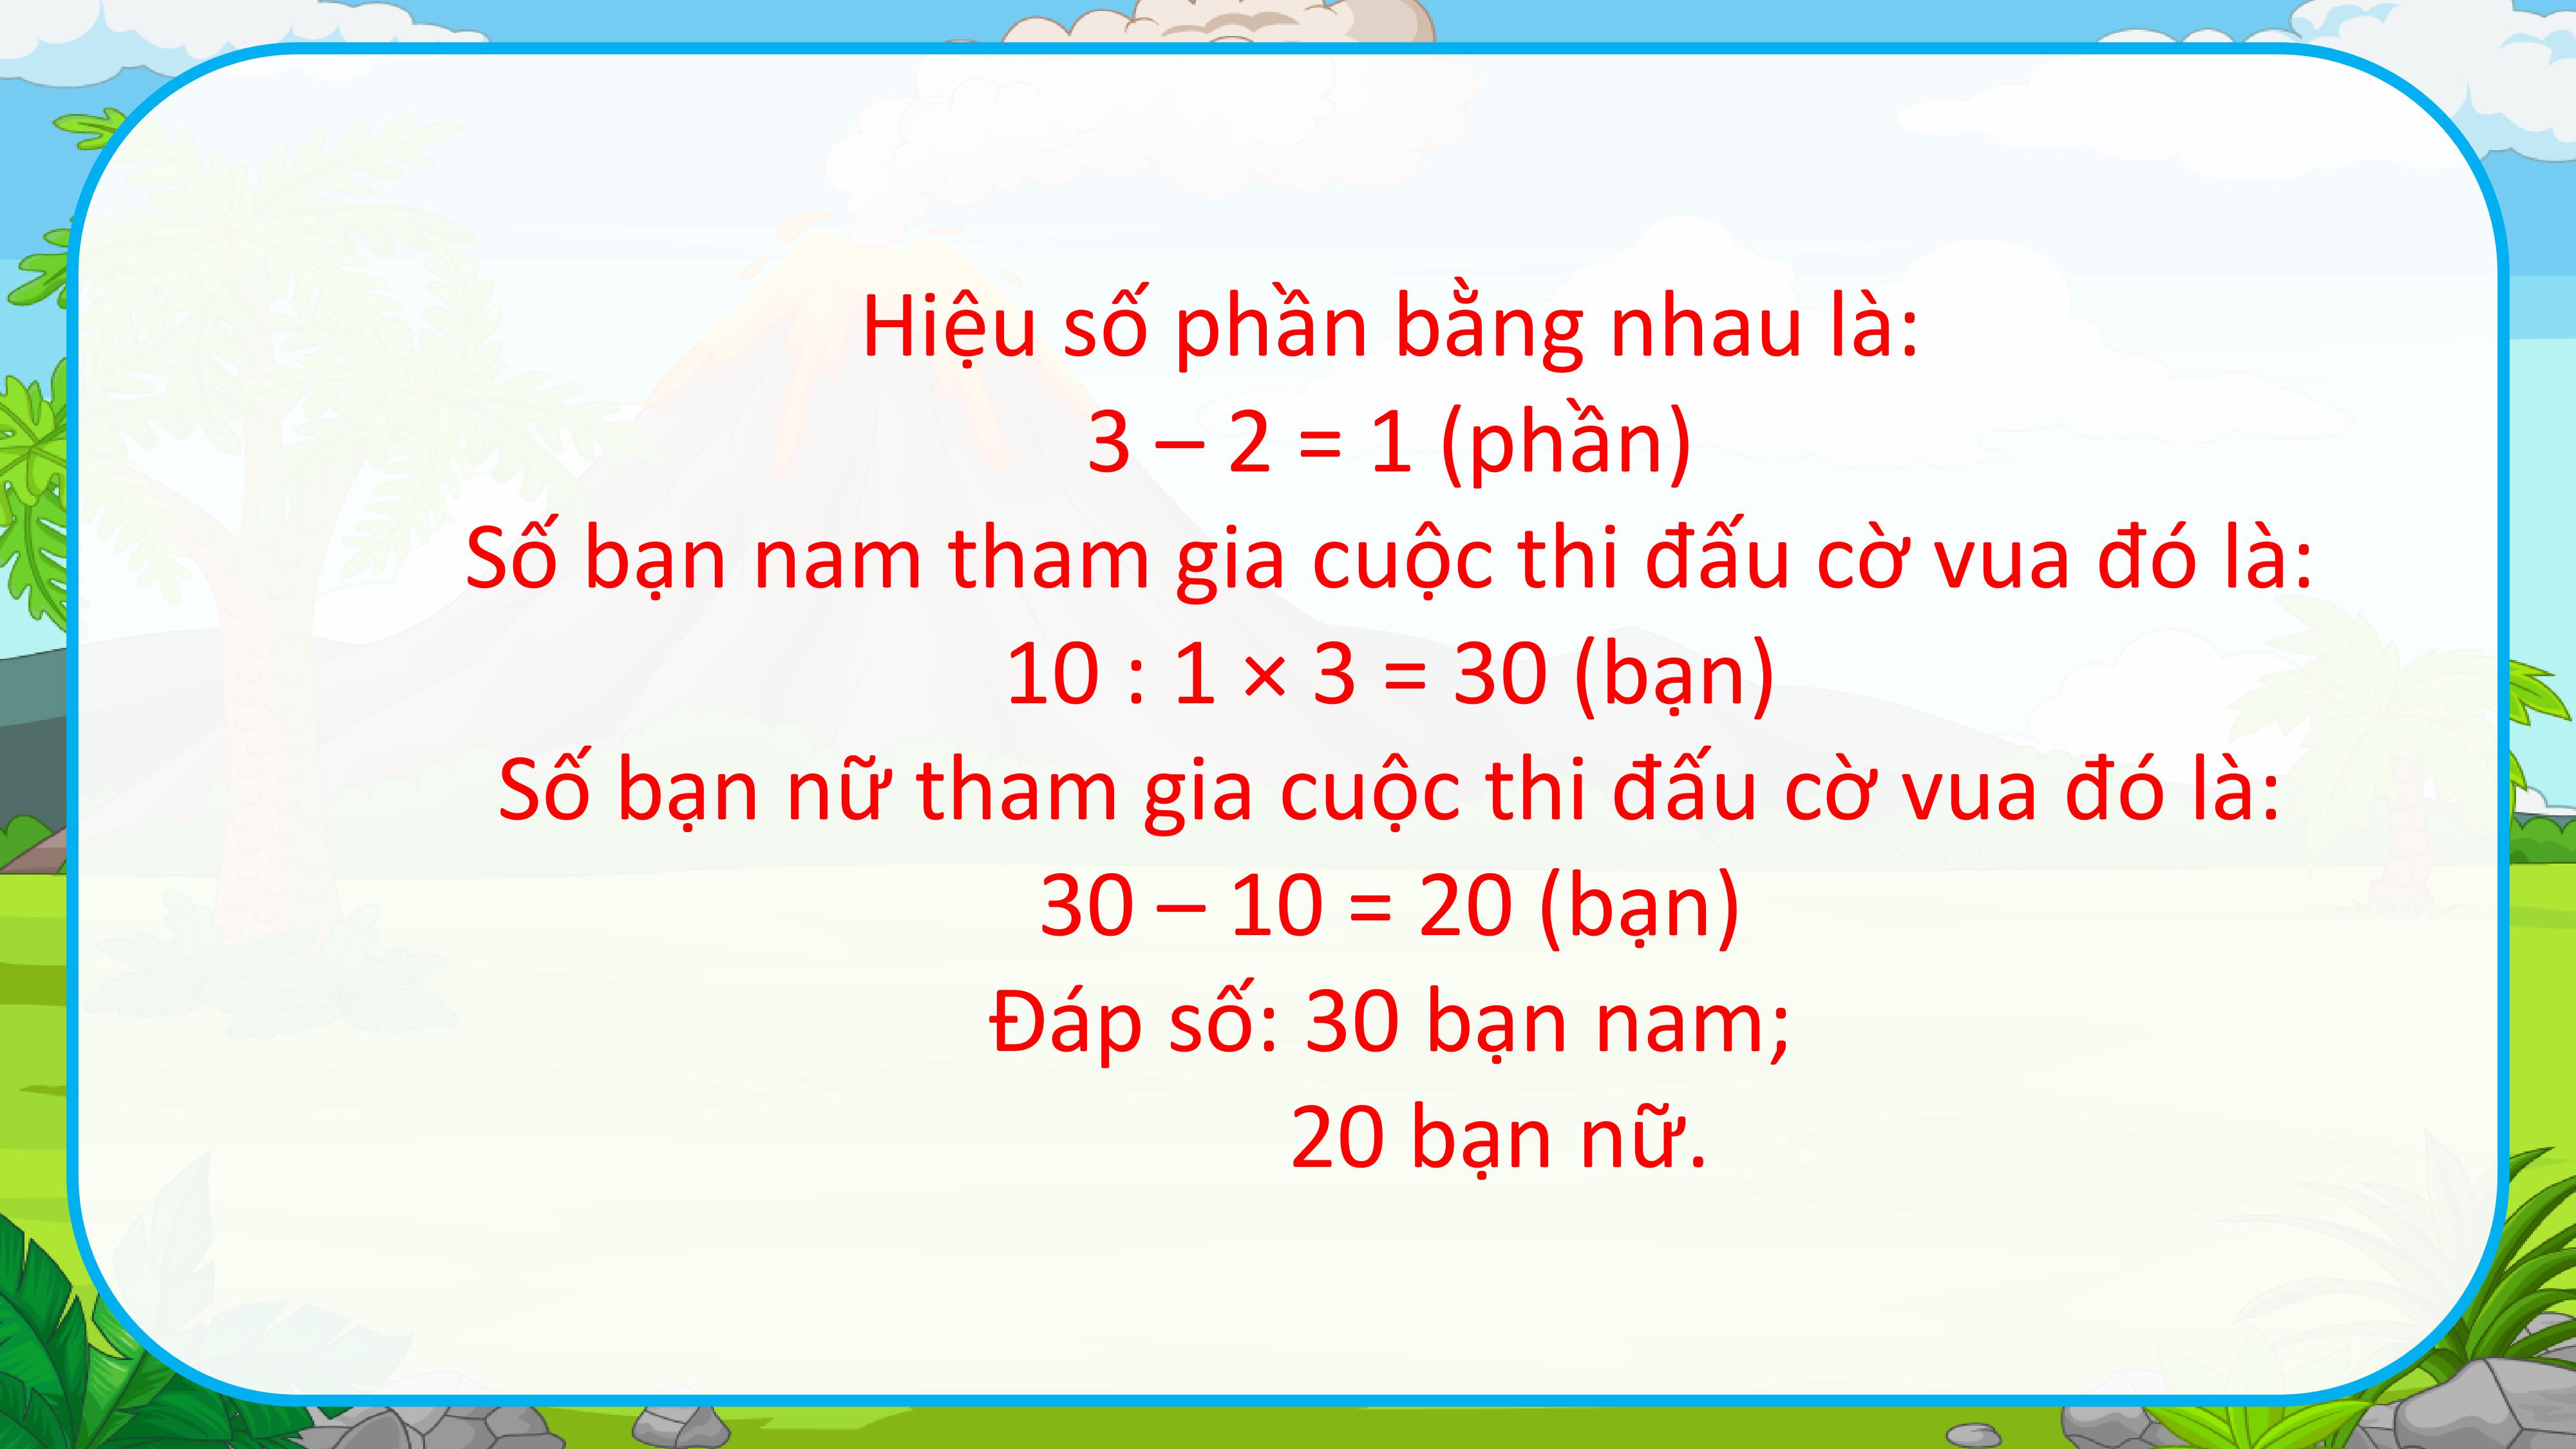 Hiệu số phần bằng nhau là:
3 – 2 = 1 (phần)
Số bạn nam tham gia cuộc thi đấu cờ vua đó là:
10 : 1 × 3 = 30 (bạn)
Số bạn nữ tham gia cuộc thi đấu cờ vua đó là:
30 – 10 = 20 (bạn)
Đáp số: 30 bạn nam;
20 bạn nữ.